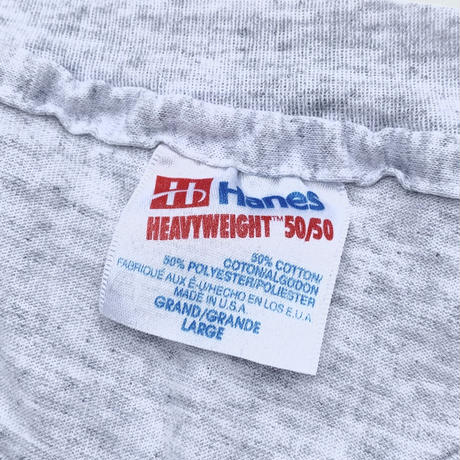 Hanes
HEAVYWEIGHT™ 50/50
50% COTTON/
COTON/ALGODON
50% POLYESTER/POLIESTER
FABRIQUÉ AUX É-U/HECHO EN LOS E.U.A
MADE IN U.S.A.
GRAND/GRANDE
LARGE